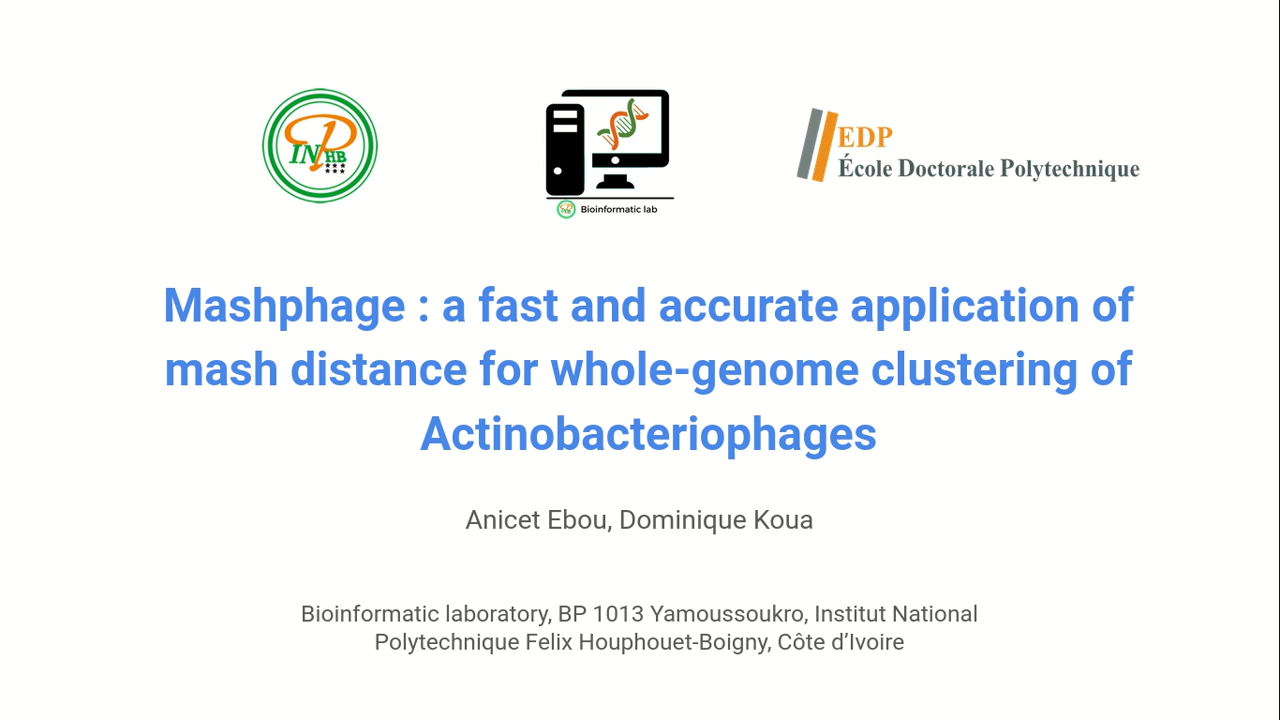 INP HB
Bioinformatic lab
EDP
École Doctorale Polytechnique
Mashphage : a fast and accurate application of
mash distance for whole-genome clustering of
Actinobacteriophages
Anicet Ebou, Dominique Koua
Bioinformatic laboratory, BP 1013 Yamoussoukro, Institut National
Polytechnique Felix Houphouet-Boigny, Côte d’Ivoire